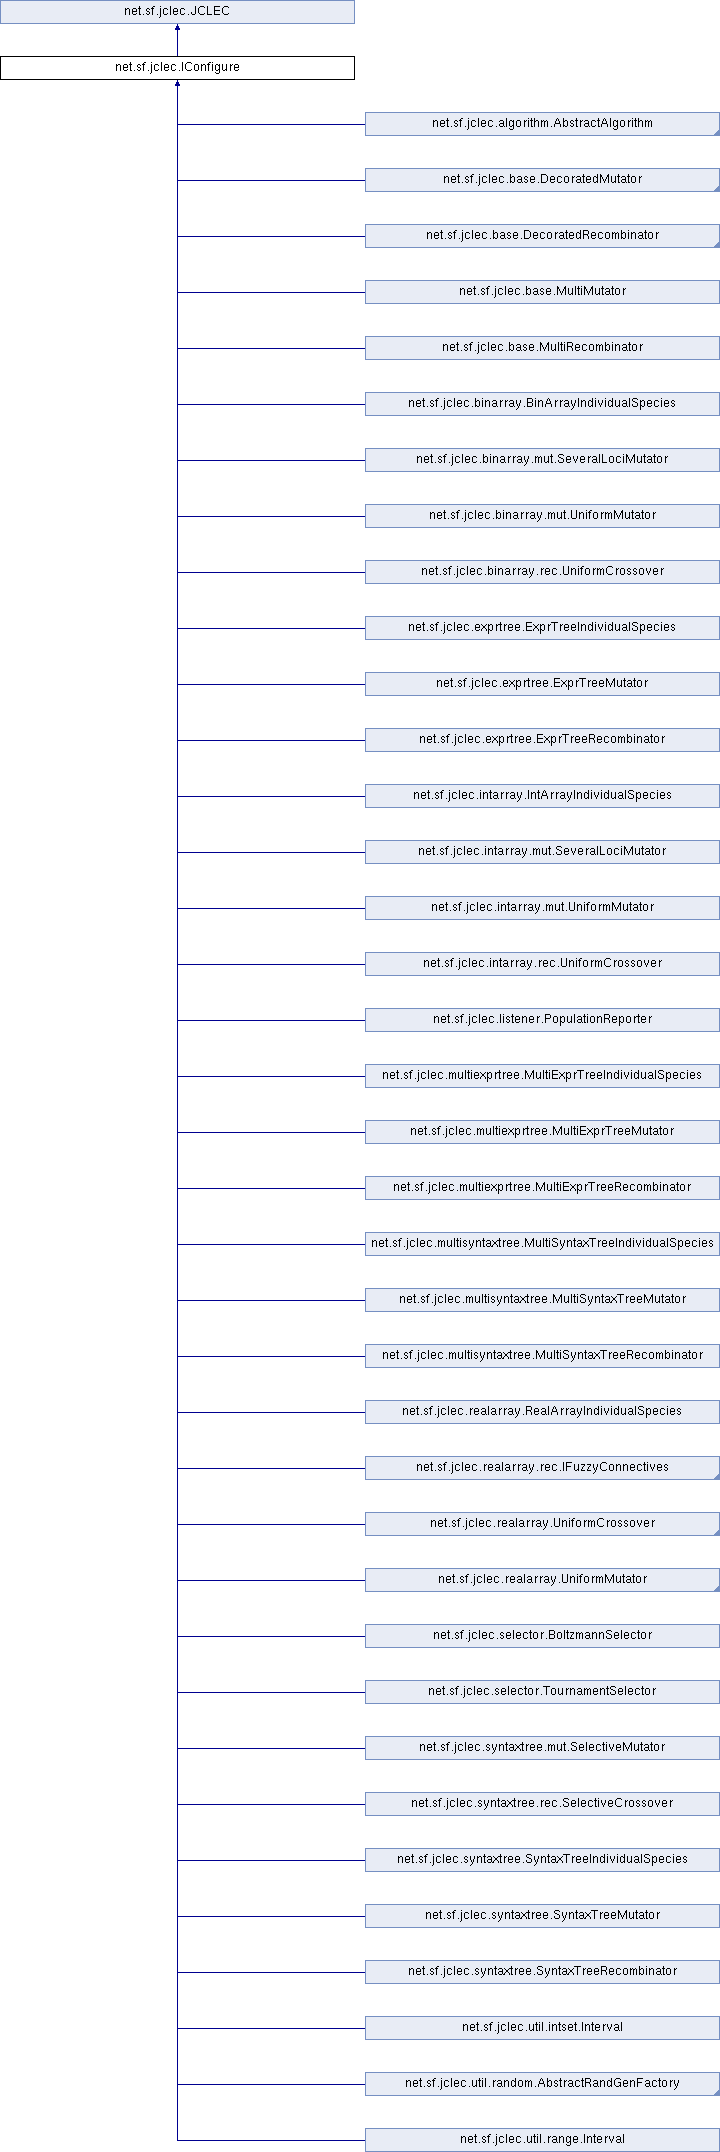 net.sf.jclec.JCLEC
net.sf.jclec.IConfigure
net.sf.jclec.algorithm.AbstractAlgorithm
net.sf.jclec.base.DecoratedMutator
net.sf.jclec.base.DecoratedRecombinator
net.sf.jclec.base.MultiMutator
net.sf.jclec.base.MultiRecombinator
net.sf.jclec.binarray.BinArrayIndividualSpecies
net.sf.jclec.binarray.mut.SeveralLociMutator
net.sf.jclec.binarray.mut.UniformMutator
net.sf.jclec.binarray.rec.UniformCrossover
net.sf.jclec.exprtree.ExprTreeIndividualSpecies
net.sf.jclec.exprtree.ExprTreeMutator
net.sf.jclec.exprtree.ExprTreeRecombinator
net.sf.jclec.intarray.IntArrayIndividualSpecies
net.sf.jclec.intarray.mut.SeveralLociMutator
net.sf.jclec.intarray.mut.UniformMutator
net.sf.jclec.intarray.rec.UniformCrossover
net.sf.jclec.listener.PopulationReporter
net.sf.jclec.multiexprtree.MultiExprTreeIndividualSpecies
net.sf.jclec.multiexprtree.MultiExprTreeMutator
net.sf.jclec.multiexprtree.MultiExprTreeRecombinator
net.sf.jclec.multisyntaxtree.MultiSyntaxTreeIndividualSpecies
net.sf.jclec.multisyntaxtree.MultiSyntaxTreeMutator
net.sf.jclec.multisyntaxtree.MultiSyntaxTreeRecombinator
net.sf.jclec.realarray.RealArrayIndividualSpecies
net.sf.jclec.realarray.rec.IFuzzyConnectives
net.sf.jclec.realarray.UniformCrossover
net.sf.jclec.realarray.UniformMutator
net.sf.jclec.selector.BoltzmannSelector
net.sf.jclec.selector.TournamentSelector
net.sf.jclec.syntaxtree.mut.SelectiveMutator
net.sf.jclec.syntaxtree.rec.SelectiveCrossover
net.sf.jclec.syntaxtree.SyntaxTreeIndividualSpecies
net.sf.jclec.syntaxtree.SyntaxTreeMutator
net.sf.jclec.syntaxtree.SyntaxTreeRecombinator
net.sf.jclec.util.intset.Interval
net.sf.jclec.util.random.AbstractRandGenFactory
net.sf.jclec.util.range.Interval